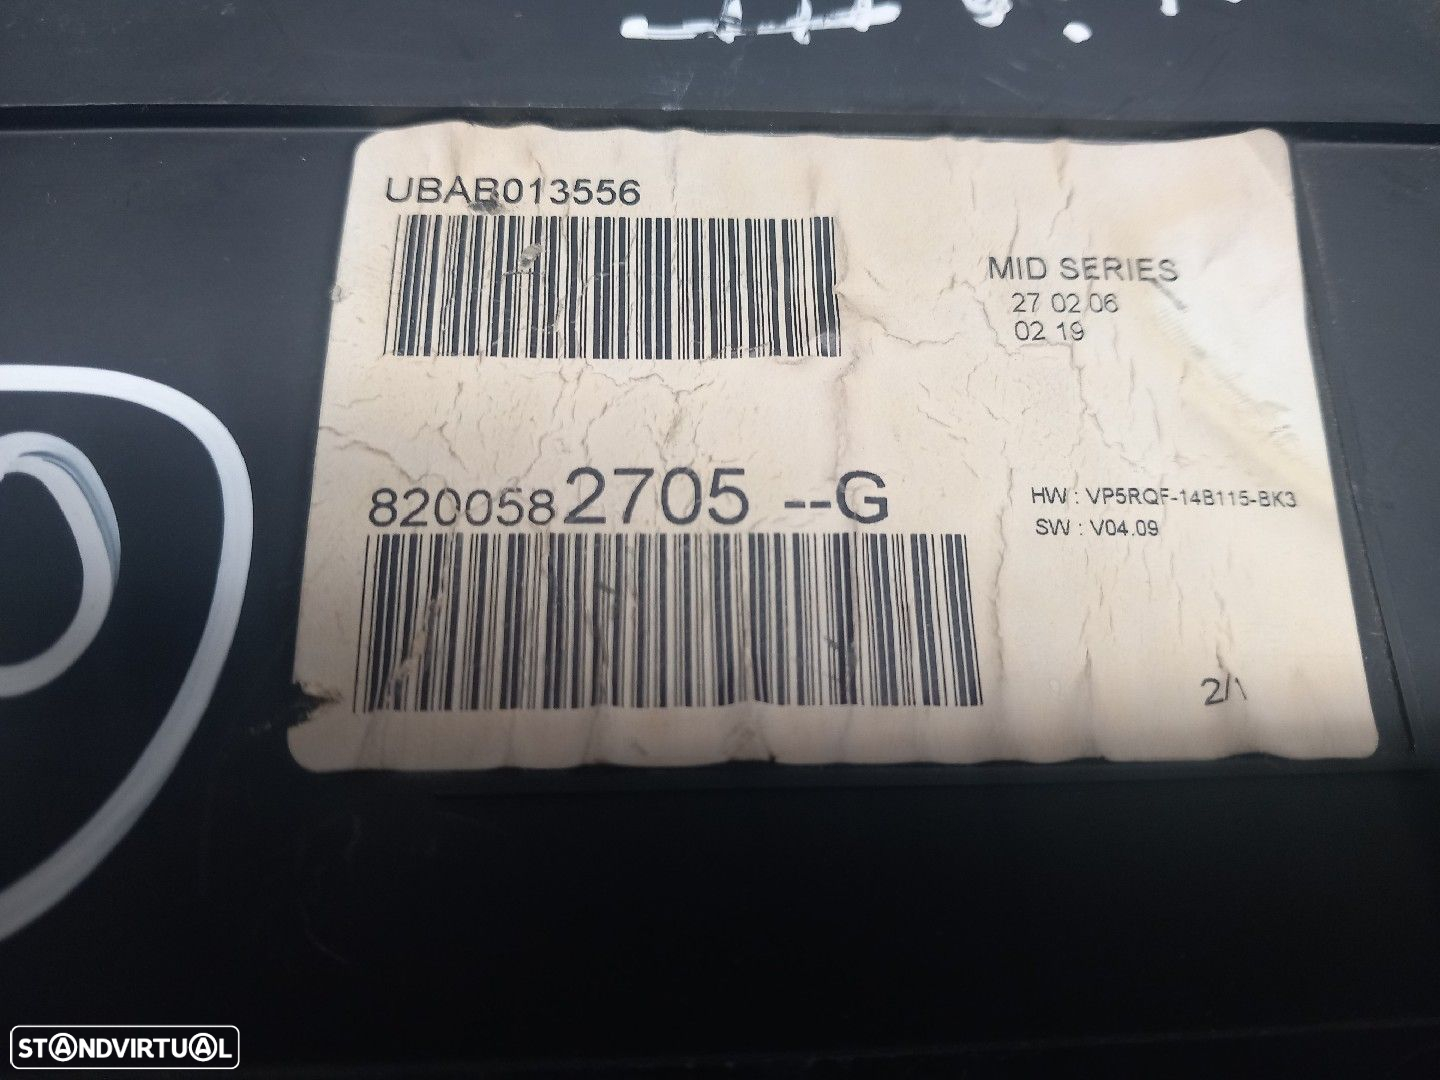 UBAB013556
MID SERIES
27 02 06
02 19
8200582705 --G
HW : VP5RQF-14B115-BK3
SW : V04.09
2/1
STANDVIRTUAL